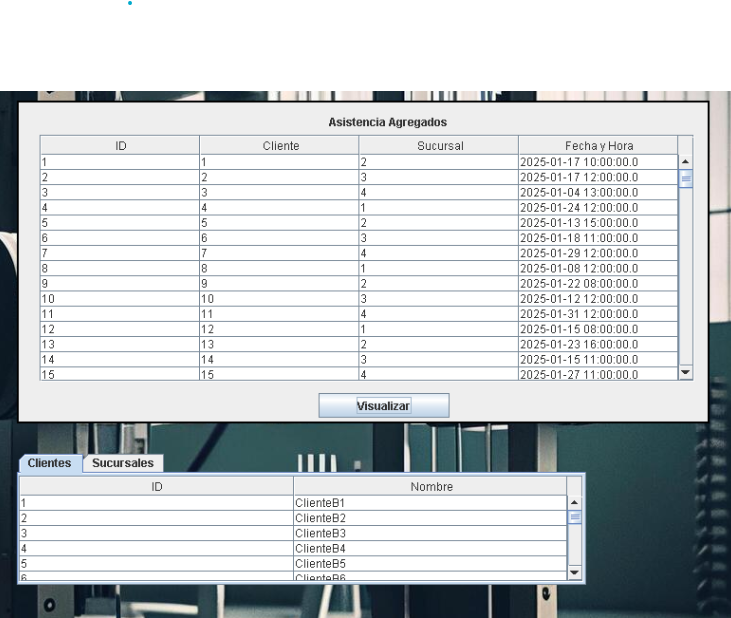 Asistencia Agregados
ID Cliente Sucursal Fecha y Hora
1 1 2 2025-01-17 10:00:00.0
2 2 3 2025-01-17 12:00:00.0
3 3 4 2025-01-04 13:00:00.0
4 4 1 2025-01-24 12:00:00.0
5 5 2 2025-01-13 15:00:00.0
6 6 3 2025-01-18 11:00:00.0
7 7 4 2025-01-29 12:00:00.0
8 8 1 2025-01-08 12:00:00.0
9 9 2 2025-01-22 08:00:00.0
10 10 3 2025-01-12 12:00:00.0
11 11 4 2025-01-31 12:00:00.0
12 12 1 2025-01-15 08:00:00.0
13 13 2 2025-01-23 16:00:00.0
14 14 3 2025-01-15 11:00:00.0
15 15 4 2025-01-27 11:00:00.0
Visualizar
Clientes Sucursales
ID Nombre
1 ClienteB1
2 ClienteB2
3 ClienteB3
4 ClienteB4
5 ClienteB5
6 ClienteB6